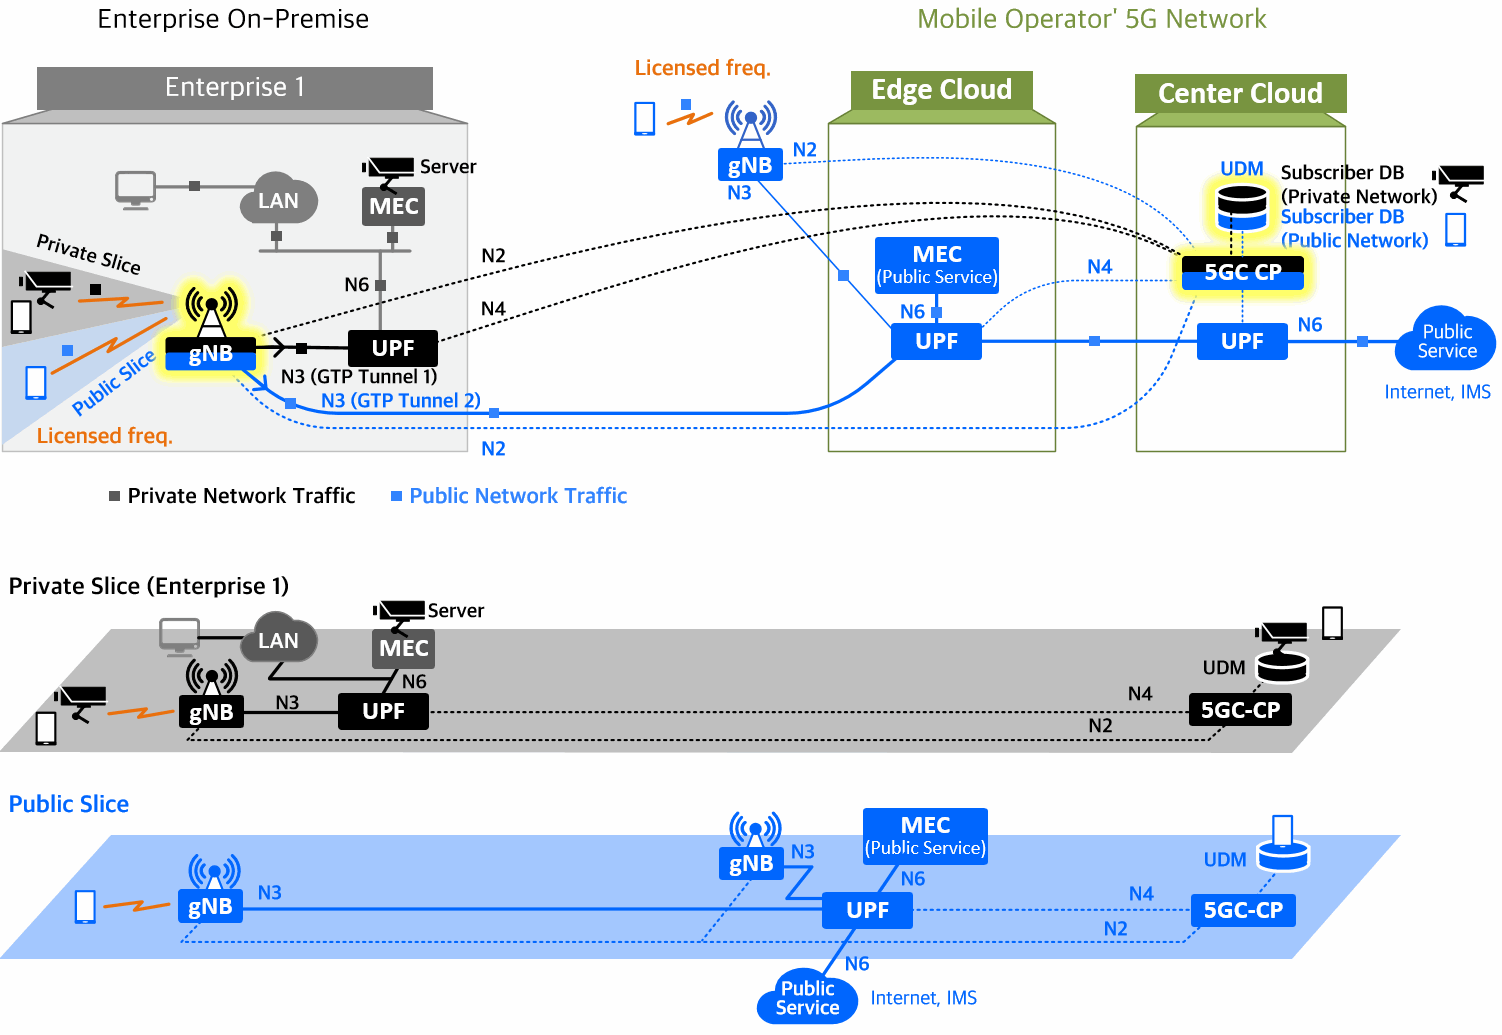 Enterprise On-Premise
Mobile Operator' 5G Network
Enterprise 1
Licensed freq.
Edge Cloud
Center Cloud
Server
LAN
MEC
N2
gNB
N3
UDM
Subscriber DB
(Private Network)
Subscriber DB
(Public Network)
Private Slice
N6
N2
N4
MEC
(Public Service)
N6
N4
5GC CP
gNB
UPF
UPF
UPF
N6
Public
Service
Public Slice
N3 (GTP Tunnel 1)
N3 (GTP Tunnel 2)
Internet, IMS
Licensed freq.
N2
Private Network Traffic
Public Network Traffic
Private Slice (Enterprise 1)
Server
LAN
MEC
N6
UDM
gNB
N3
UPF
N4
5GC-CP
N2
Public Slice
MEC
(Public Service)
gNB
N3
UDM
N6
gNB
N3
UPF
N4
5GC-CP
N2
N6
Public
Service
Internet, IMS